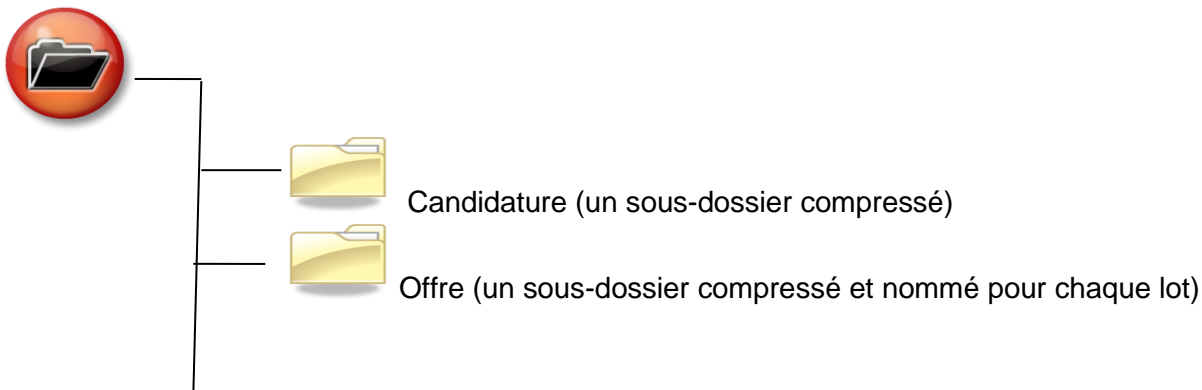 Candidature (un sous-dossier compressé)
Offre (un sous-dossier compressé et nommé pour chaque lot)